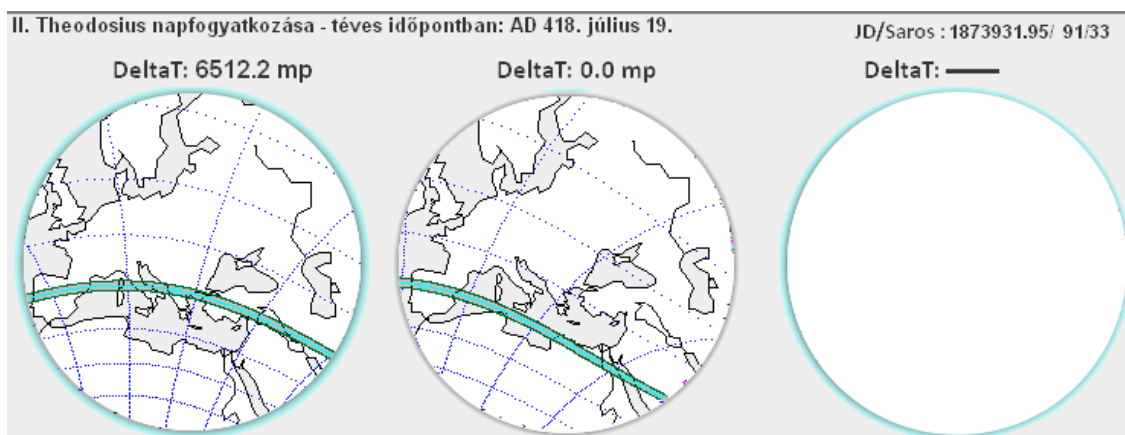 II. Theodosius napfogyatkozása - téves időpontban: AD 418. július 19.
JD/Saros : 1873931.95/ 91/33
DeltaT: 6512.2 mp
DeltaT: 0.0 mp
DeltaT: ——